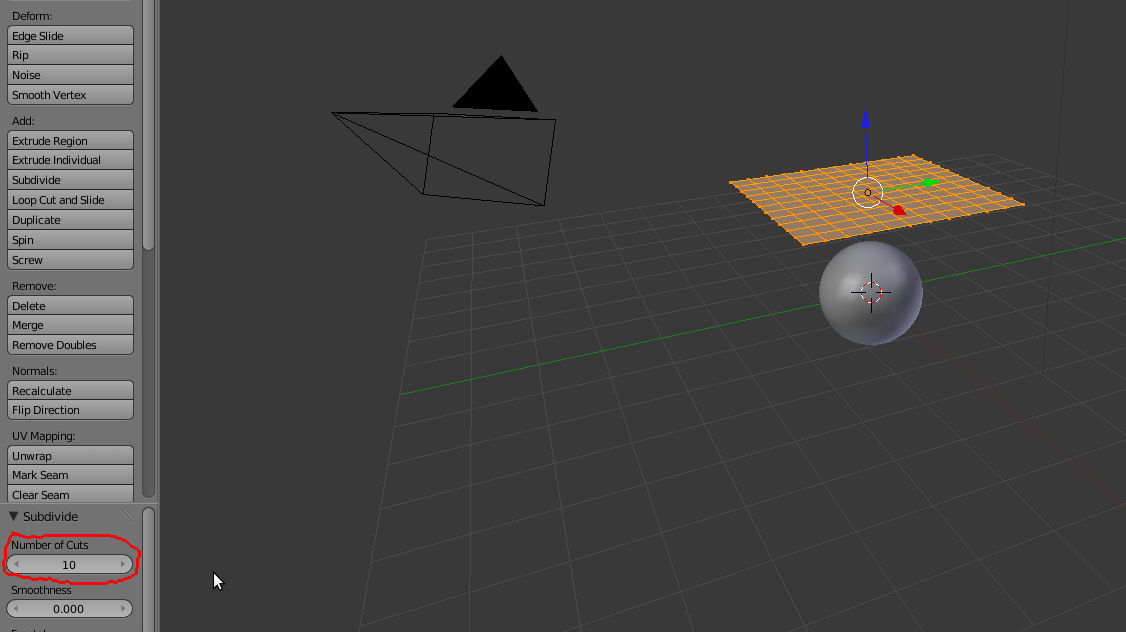 Deform:
Edge Slide
Rip
Noise
Smooth Vertex
Add:
Extrude Region
Extrude Individual
Subdivide
Loop Cut and Slide
Duplicate
Spin
Screw
Remove:
Delete
Merge
Remove Doubles
Normals:
Recalculate
Flip Direction
UV Mapping:
Unwrap
Mark Seam
Clear Seam
Subdivide
Number of Cuts
10
Smoothness
0.000